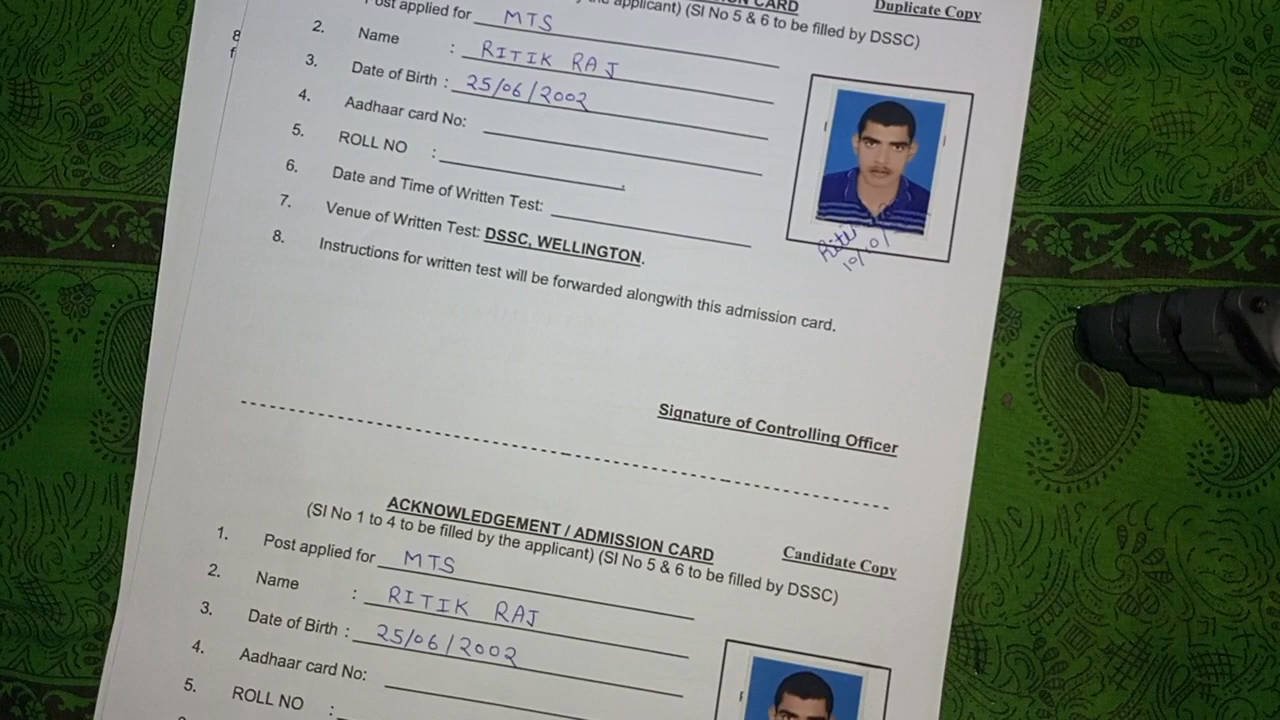 ON CARD
Duplicate Copy
the applicant) (Sl No 5 & 6 to be filled by DSSC)
Post applied for MTS
2. Name : RITIK RAJ
3. Date of Birth : 25/06/2002
4. Aadhaar card No:
5. ROLL NO :
6. Date and Time of Written Test:
7. Venue of Written Test: DSSC, WELLINGTON.
8. Instructions for written test will be forwarded alongwith this admission card.
Signature of Controlling Officer
ACKNOWLEDGEMENT / ADMISSION CARD
Candidate Copy
(Sl No 1 to 4 to be filled by the applicant) (Sl No 5 & 6 to be filled by DSSC)
1. Post applied for MTS
2. Name : RITIK RAJ
3. Date of Birth : 25/06/2002
4. Aadhaar card No:
5. ROLL NO :